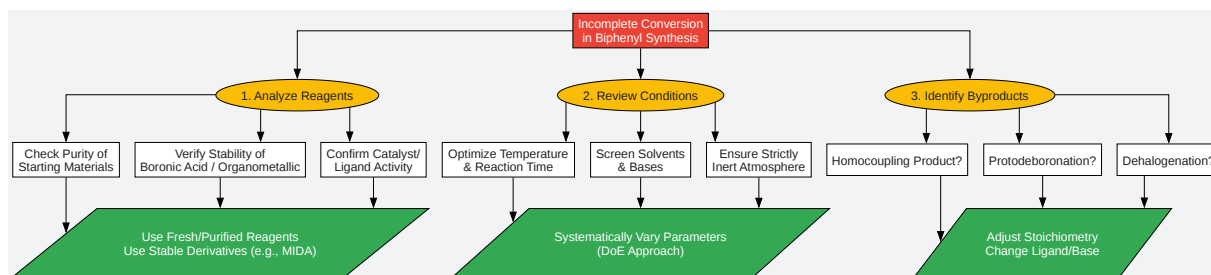 Incomplete Conversion
in Biphenyl Synthesis
1. Analyze Reagents
2. Review Conditions
3. Identify Byproducts
Check Purity of
Starting Materials
Verify Stability of
Boronic Acid / Organometallic
Confirm Catalyst/
Ligand Activity
Optimize Temperature
& Reaction Time
Screen Solvents
& Bases
Ensure Strictly
Inert Atmosphere
Homocoupling Product?
Protodeboronation?
Dehalogenation?
Use Fresh/Purified Reagents
Use Stable Derivatives (e.g., MIDA)
Systematically Vary Parameters
(DoE Approach)
Adjust Stoichiometry
Change Ligand/Base